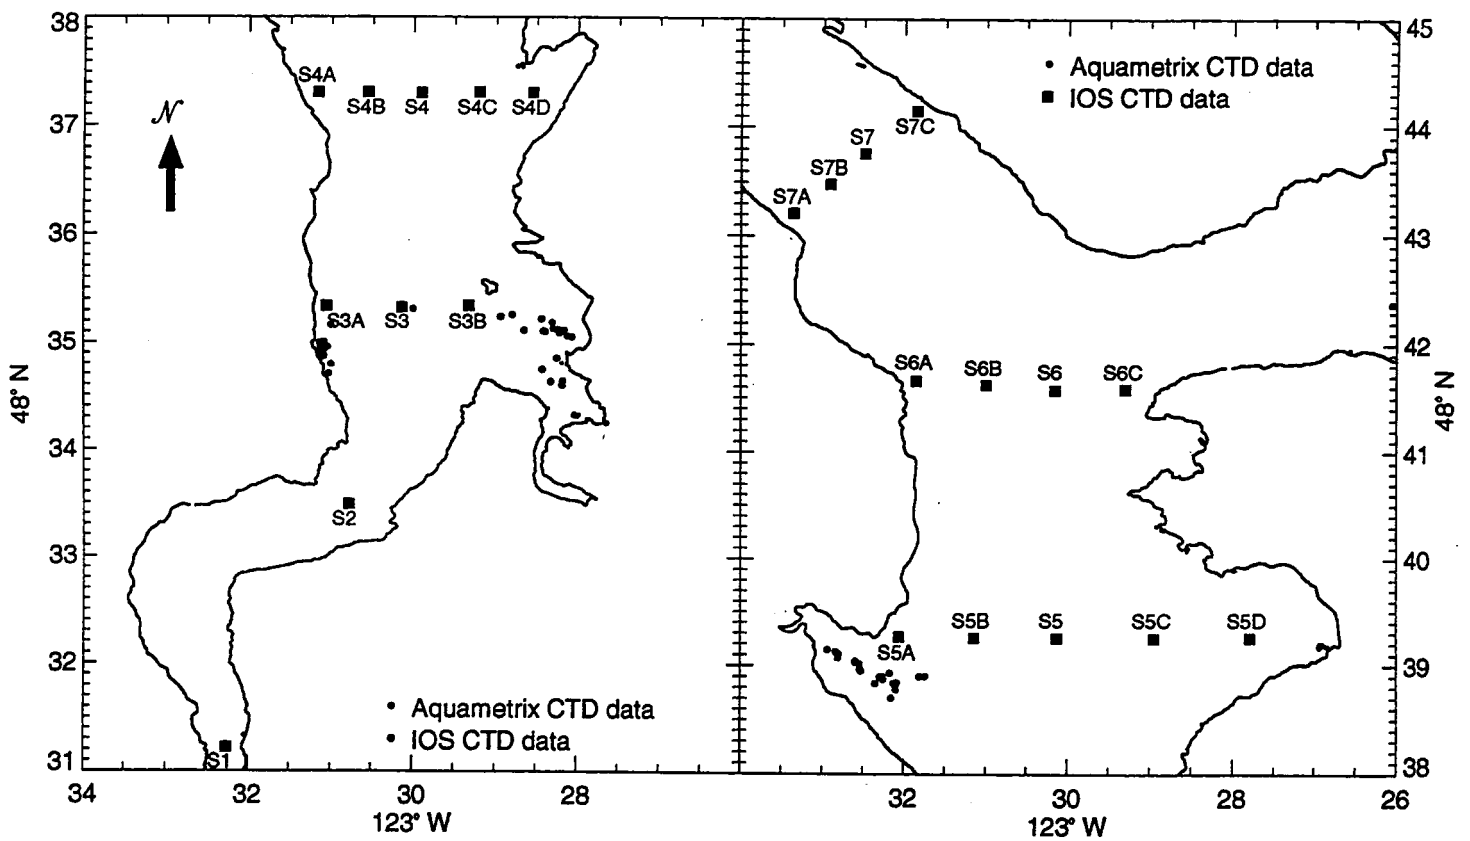 38
37
36
35
34
33
32
31
48° N
N
S4A
S4B S4 S4C S4D
S3A S3 S3B
S2
S1
• Aquametrix CTD data
• IOS CTD data
34 32 30 28
123° W
• Aquametrix CTD data
■ IOS CTD data
S7C
S7
S7B
S7A
S6A S6B S6 S6C
S5B S5 S5C S5D
S5A
45
44
43
42
41
40
39
38
48° N
32 30 28 26
123° W